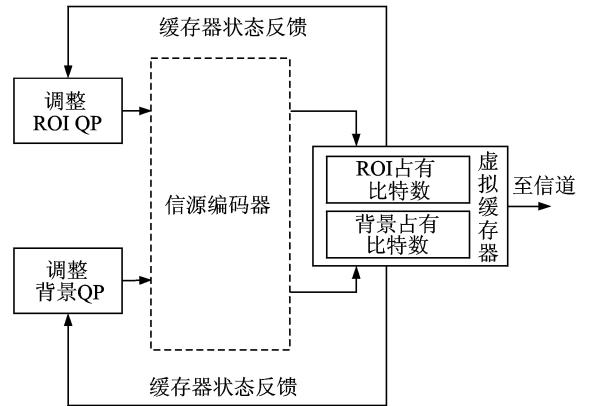 缓存器状态反馈
调整
ROI QP
信源编码器
ROI占有
比特数
背景占有
比特数
虚拟缓存器
至信道
调整
背景QP
缓存器状态反馈